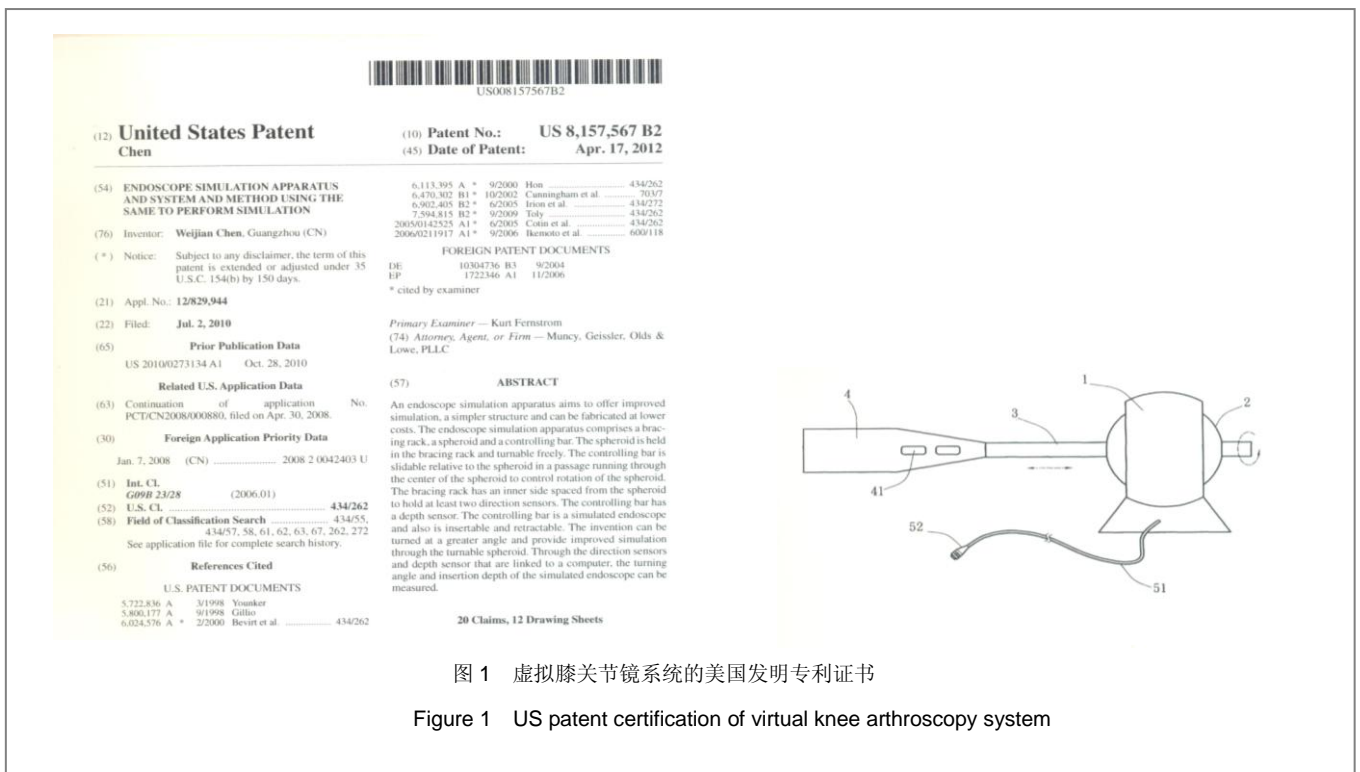 US008157567B2
(12) United States Patent
Chen
(10) Patent No.: US 8,157,567 B2
(45) Date of Patent: Apr. 17, 2012
(54) ENDOSCOPE SIMULATION APPARATUS
AND SYSTEM AND METHOD USING THE
SAME TO PERFORM SIMULATION
(76) Inventor: Weijian Chen, Guangzhou (CN)
(*) Notice: Subject to any disclaimer, the term of this
patent is extended or adjusted under 35
U.S.C. 154(b) by 150 days.
(21) Appl. No.: 12/829,944
(22) Filed: Jul. 2, 2010
(65) Prior Publication Data
US 2010/0273134 A1 Oct. 28, 2010
Related U.S. Application Data
(63) Continuation of application No.
PCT/CN2008/000880, filed on Apr. 30, 2008.
(30) Foreign Application Priority Data
Jan. 7, 2008 (CN) ........................ 2008 2 0042403 U
(51) Int. Cl.
G09B 23/28 (2006.01)
(52) U.S. Cl. ........................................ 434/262
(58) Field of Classification Search .................... 434/55,
434/57, 58, 61, 62, 63, 67, 262, 272
See application file for complete search history.
(56) References Cited
U.S. PATENT DOCUMENTS
5,722,836 A 3/1998 Younker
5,800,177 A 9/1998 Gillio
6,024,576 A * 2/2000 Bevirt et al. .................. 434/262
6,113,395 A * 9/2000 Hon ........................... 434/262
6,470,302 B1 * 10/2002 Cunningham et al. ........... 703/7
6,902,405 B2 * 6/2005 Irion et al. .................... 434/272
7,594,815 B2 * 9/2009 Toly ............................ 434/262
2005/0142525 A1 * 6/2005 Cotin et al. .................... 434/262
2006/0211917 A1 * 9/2006 Ikemoto et al. ................ 600/118
FOREIGN PATENT DOCUMENTS
DE 10304736 B3 9/2004
EP 1722346 A1 11/2006
* cited by examiner
Primary Examiner — Kurt Fernstrom
(74) Attorney, Agent, or Firm — Muncy, Geissler, Olds &
Lowe, PLLC
(57) ABSTRACT
An endoscope simulation apparatus aims to offer improved
simulation, a simpler structure and can be fabricated at lower
costs. The endoscope simulation apparatus comprises a brac-
ing rack, a spheroid and a controlling bar. The spheroid is held
in the bracing rack and turnable freely. The controlling bar is
slidable relative to the spheroid in a passage running through
the center of the spheroid to control rotation of the spheroid.
The bracing rack has an inner side spaced from the spheroid
to hold at least two direction sensors. The controlling bar has
a depth sensor. The controlling bar is a simulated endoscope
and also is insertable and retractable. The invention can be
turned at a greater angle and provide improved simulation
through the turnable spheroid. Through the direction sensors
and depth sensor that are linked to a computer, the turning
angle and insertion depth of the simulated endoscope can be
measured.
20 Claims, 12 Drawing Sheets
1
2
3
4
41
52
51
图 1 虚拟膝关节镜系统的美国发明专利证书
Figure 1 US patent certification of virtual knee arthroscopy system